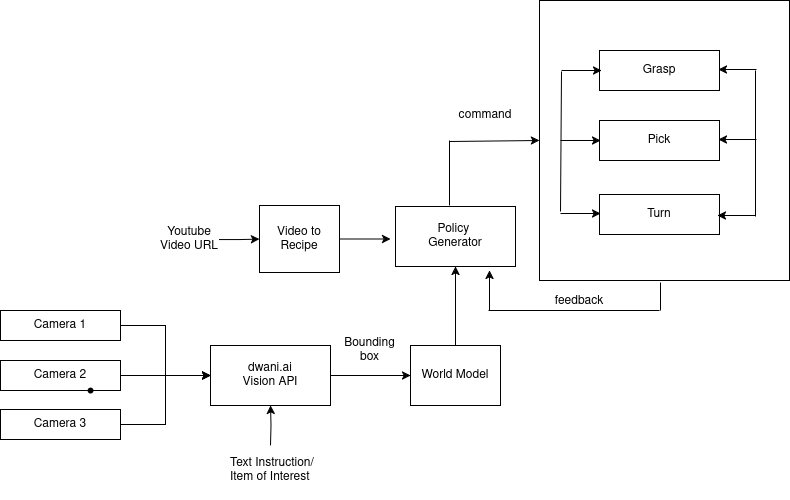 Grasp
command
Pick
Turn
Youtube
Video URL
Video to
Recipe
Policy
Generator
feedback
Camera 1
Camera 2
Camera 3
dwani.ai
Vision API
Bounding
box
World Model
Text Instruction/
Item of Interest